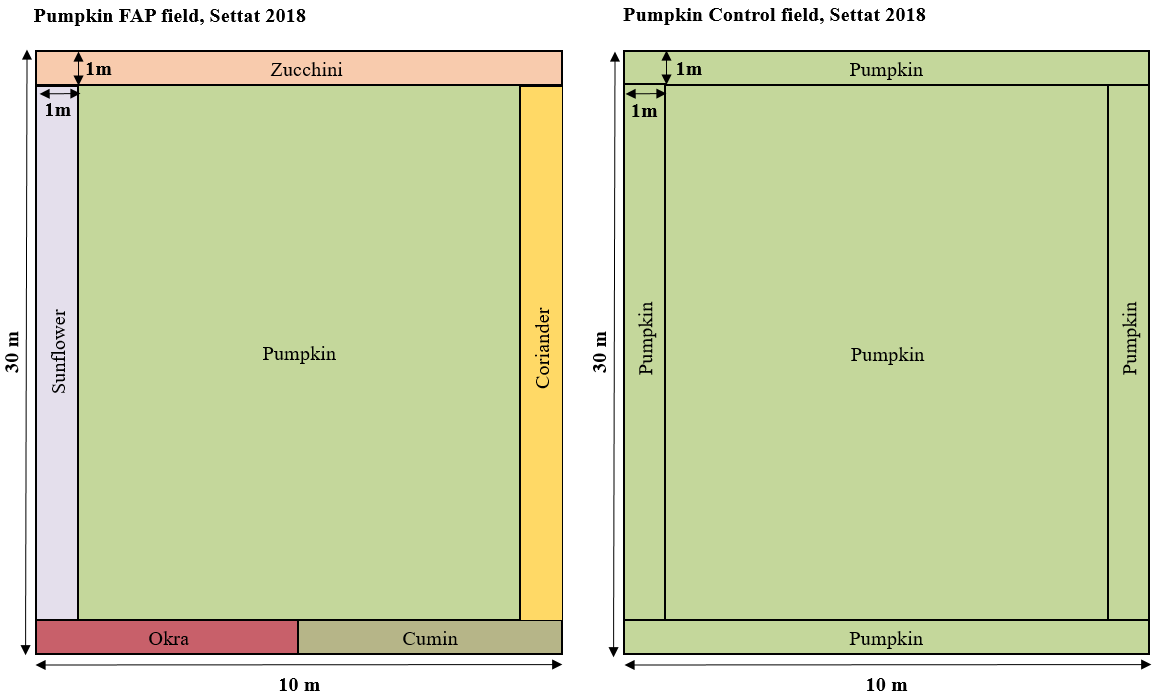 Pumpkin FAP field, Settat 2018
1m
Zucchini
1m
30 m
Sunflower
Pumpkin
Coriander
Okra
Cumin
10 m
Pumpkin Control field, Settat 2018
1m
Pumpkin
1m
30 m
Pumpkin
Pumpkin
Pumpkin
Pumpkin
10 m